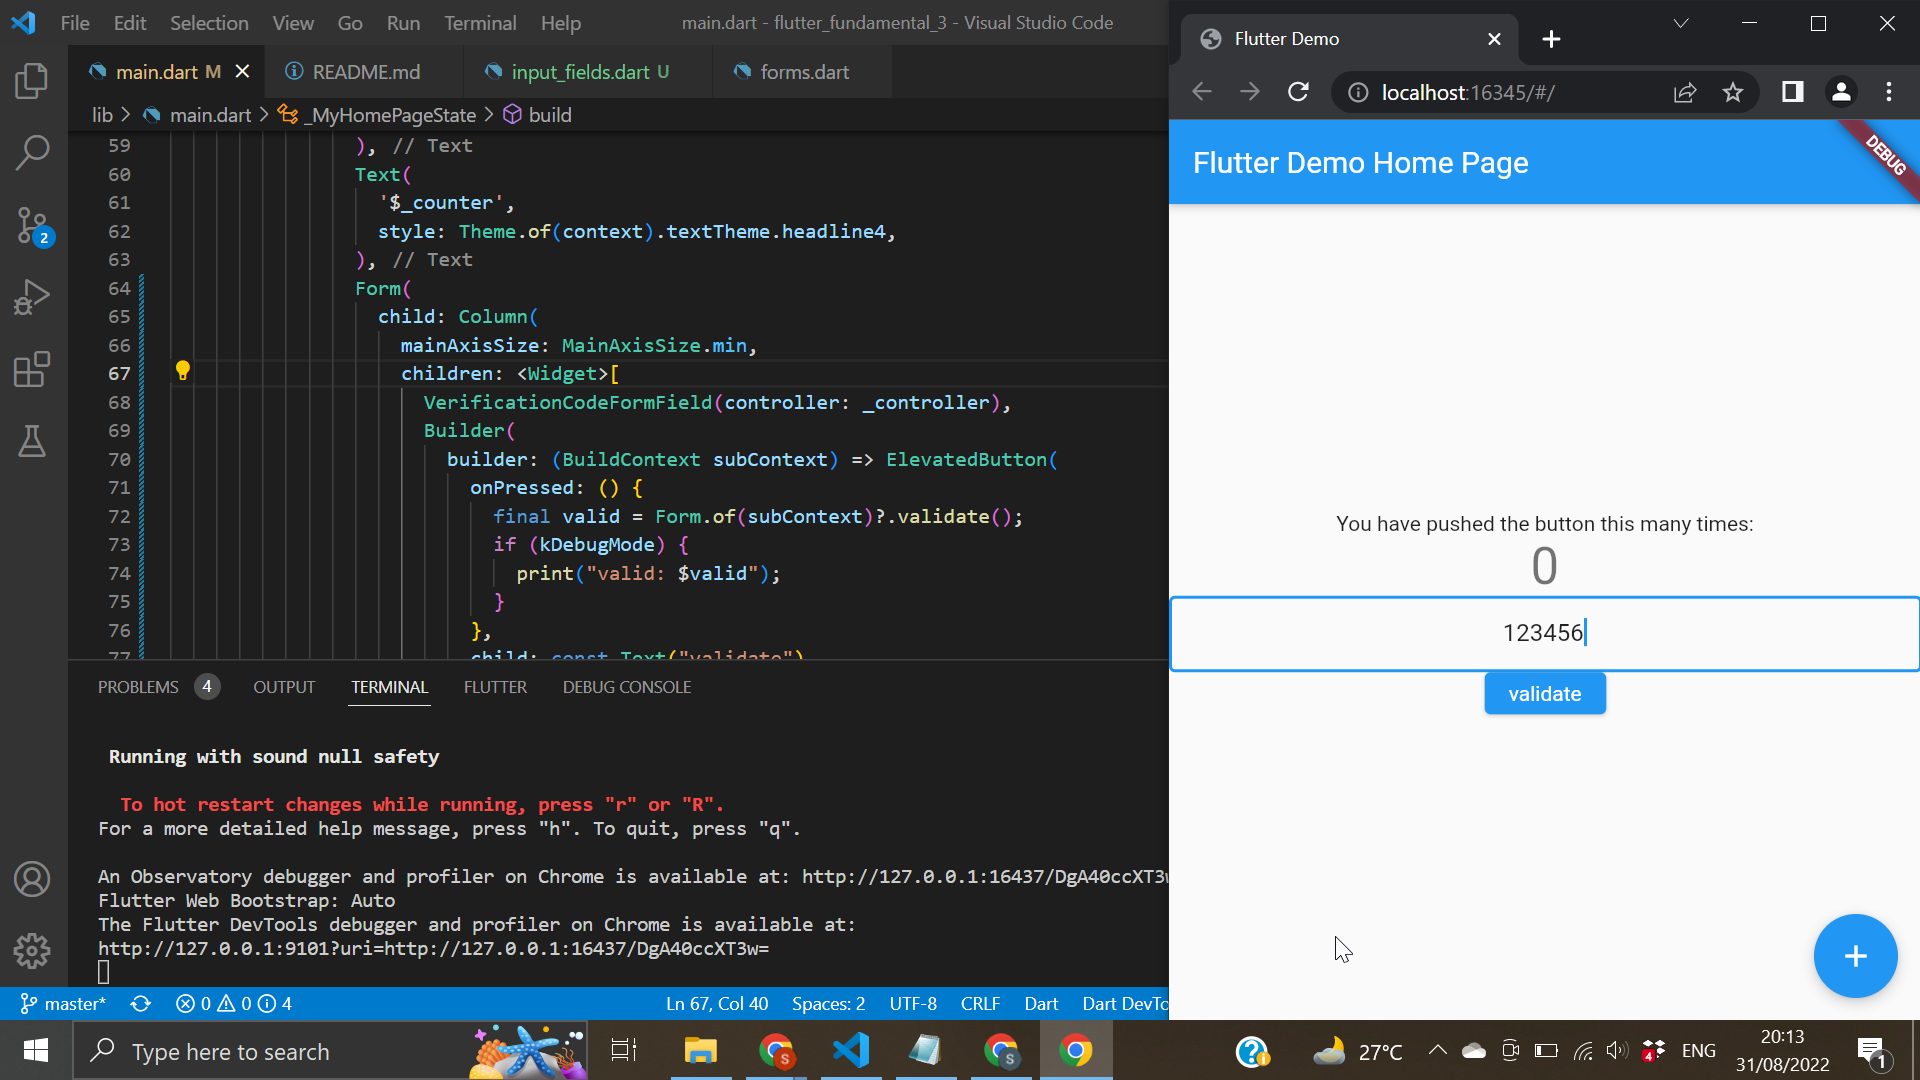 File Edit Selection View Go Run Terminal Help
main.dart - flutter_fundamental_3 - Visual Studio Code
main.dart M
README.md
input_fields.dart U
forms.dart
lib > main.dart > _MyHomePageState > build
59 ), // Text
60 Text(
61 '$_counter',
62 style: Theme.of(context).textTheme.headline4,
63 ), // Text
64 Form(
65 child: Column(
66 mainAxisSize: MainAxisSize.min,
67 children: <Widget>[
68 VerificationCodeFormField(controller: _controller),
69 Builder(
70 builder: (BuildContext subContext) => ElevatedButton(
71 onPressed: () {
72 final valid = Form.of(subContext)?.validate();
73 if (kDebugMode) {
74 print("valid: $valid");
75 }
76 },
77 child: const Text("validate")
PROBLEMS 4 OUTPUT TERMINAL FLUTTER DEBUG CONSOLE
Running with sound null safety
To hot restart changes while running, press "r" or "R".
For a more detailed help message, press "h". To quit, press "q".
An Observatory debugger and profiler on Chrome is available at: http://127.0.0.1:16437/DgA40ccXT3w
Flutter Web Bootstrap: Auto
The Flutter DevTools debugger and profiler on Chrome is available at:
http://127.0.0.1:9101?uri=http://127.0.0.1:16437/DgA40ccXT3w=
2
master* 0 0 4
Ln 67, Col 40 Spaces: 2 UTF-8 CRLF Dart Dart DevTo
Flutter Demo
localhost:16345/#/
Flutter Demo Home Page
DEBUG
You have pushed the button this many times:
0
123456
validate
+
Type here to search
S
S
27°C
4
ENG
20:13
31/08/2022
1